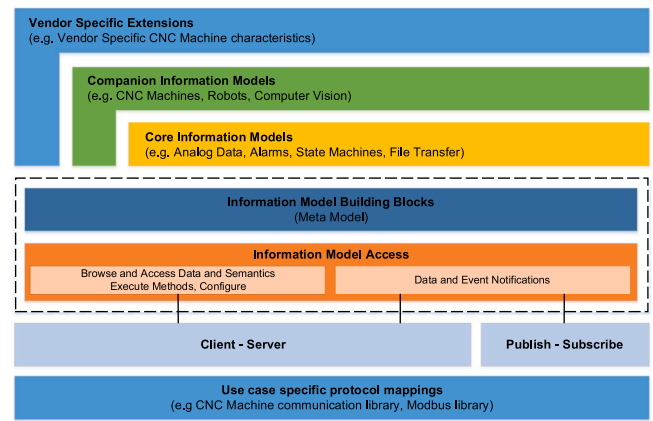 Vendor Specific Extensions
(e.g. Vendor Specific CNC Machine characteristics)
Companion Information Models
(e.g. CNC Machines, Robots, Computer Vision)
Core Information Models
(e.g. Analog Data, Alarms, State Machines, File Transfer)
Information Model Building Blocks
(Meta Model)
Information Model Access
Browse and Access Data and Semantics
Execute Methods, Configure
Data and Event Notifications
Client - Server
Publish - Subscribe
Use case specific protocol mappings
(e.g CNC Machine communication library, Modbus library)